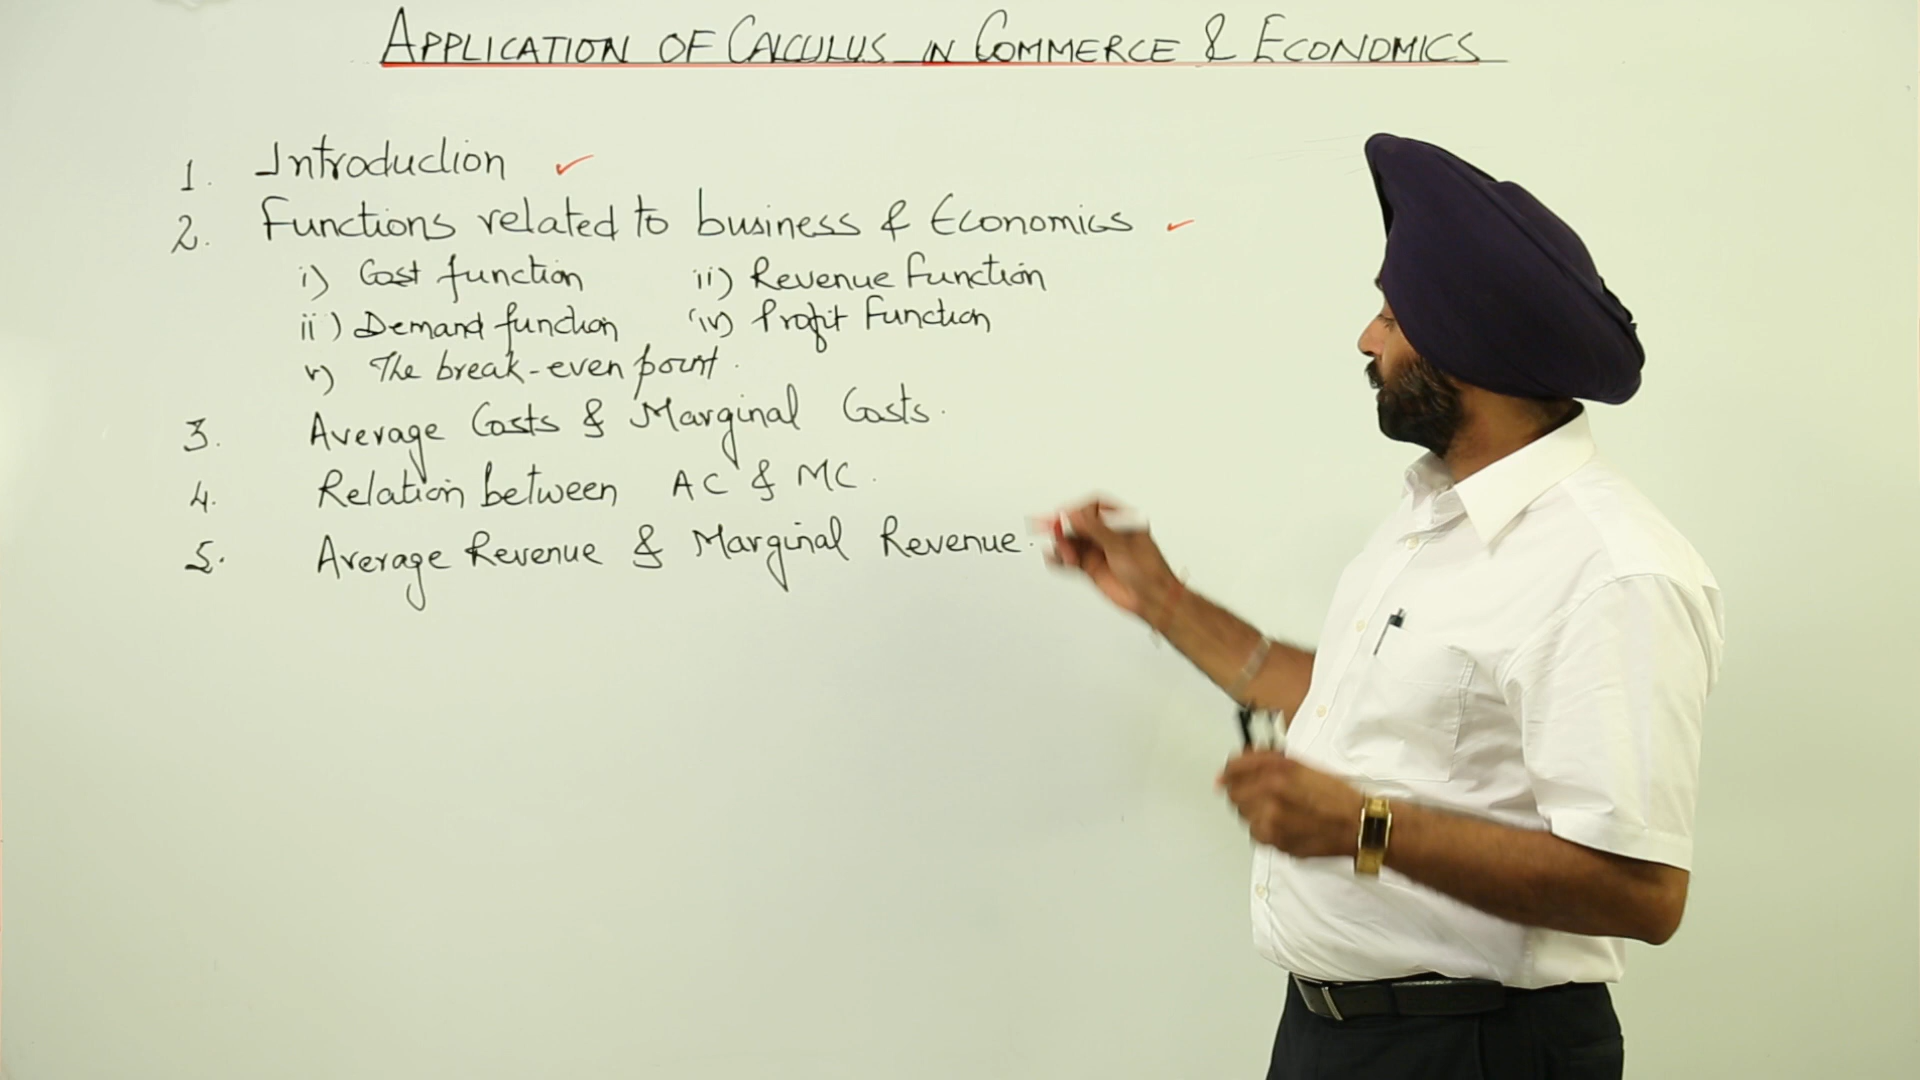 APPLICATION OF CALCULUS IN COMMERCE & ECONOMICS
1. Introduction
2. Functions related to business & Economics
i) Cost function ii) Revenue Function
ii) Demand function iv) Profit Function
v) The break-even point.
3. Average Costs & Marginal Costs.
4. Relation between AC & MC.
5. Average Revenue & Marginal Revenue.